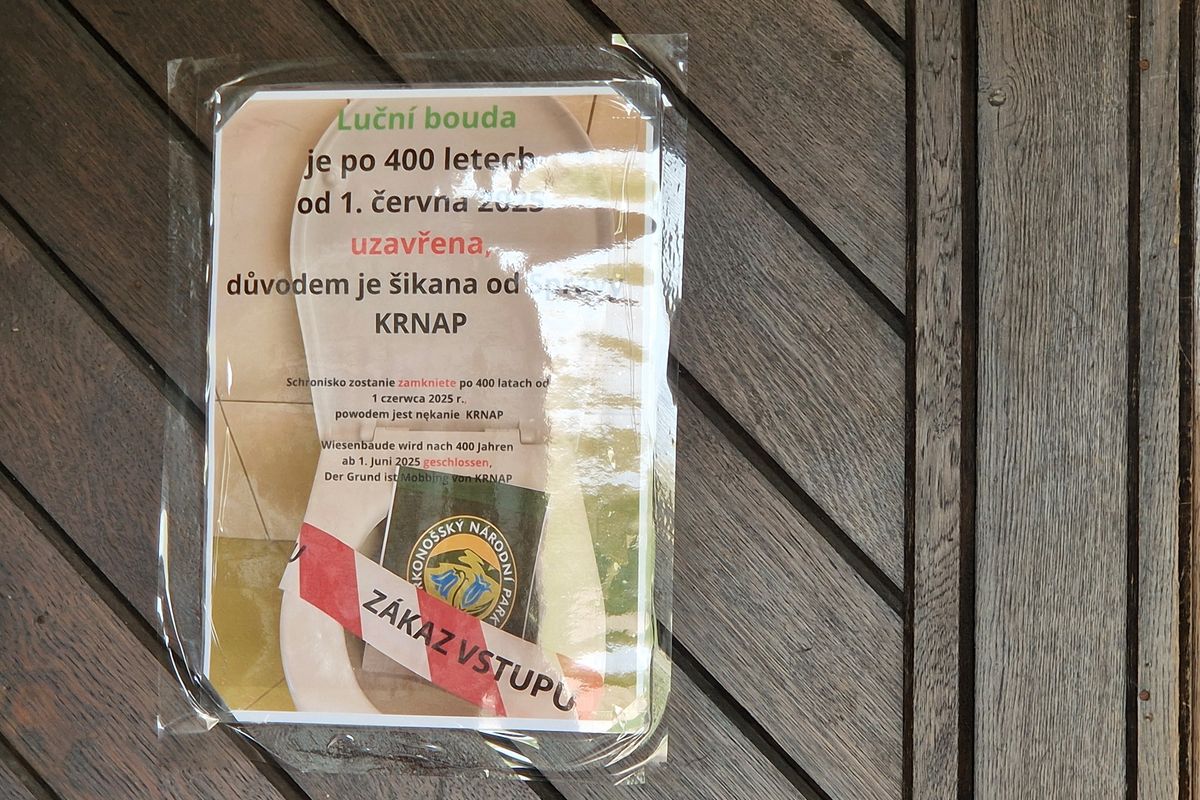 Luční bouda
je po 400 letech
od 1. června 2025
uzavřena,
důvodem je šikana od správy
KRNAP
Schronisko zostanie zamkniete po 400 latach od
1 czerwca 2025 r.,
powodem jest nękanie KRNAP
Wiesenbaude wird nach 400 Jahren
ab 1. Juni 2025 geschlossen,
Der Grund ist Mobbing von KRNAP
RKONOŠSKÝ NÁRODNÍ PARK
U
ZÁKAZ VSTUPU